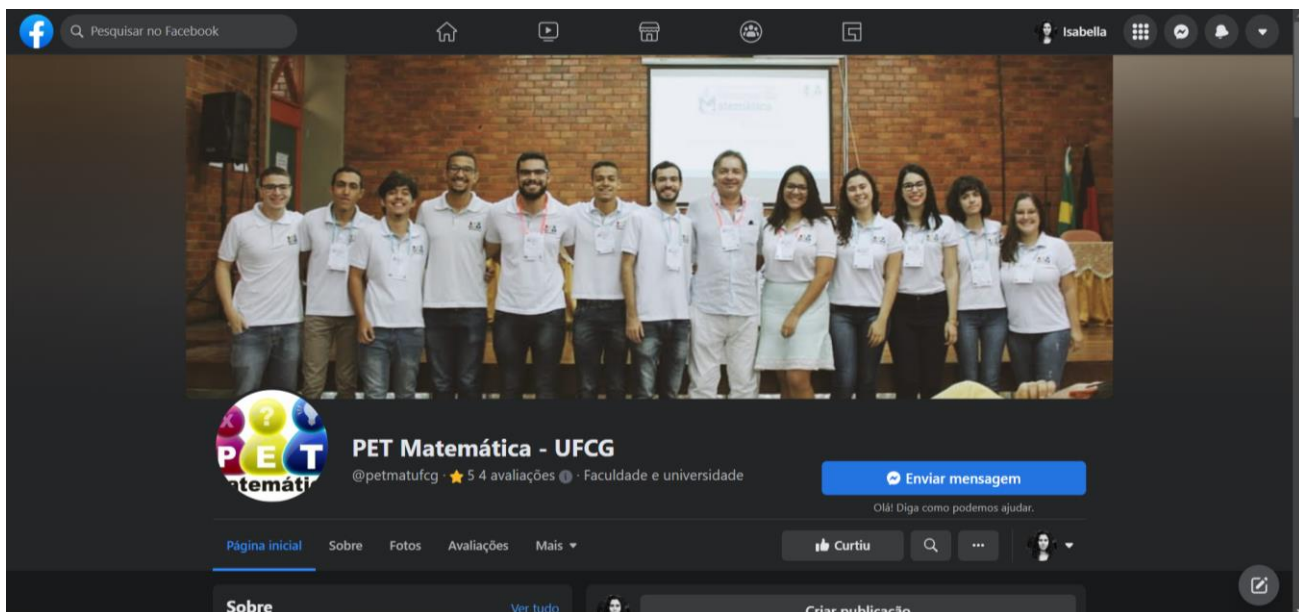 Pesquisar no Facebook
Isabella
Matemática
PET Matemática - UFCG
@petmatufcg · 5 4 avaliações · Faculdade e universidade
x ?
PET
atemáti
Enviar mensagem
Olá! Diga como podemos ajudar.
Página inicial Sobre Fotos Avaliações Mais
Curtiu
Sobre Ver tudo
Criar publicação